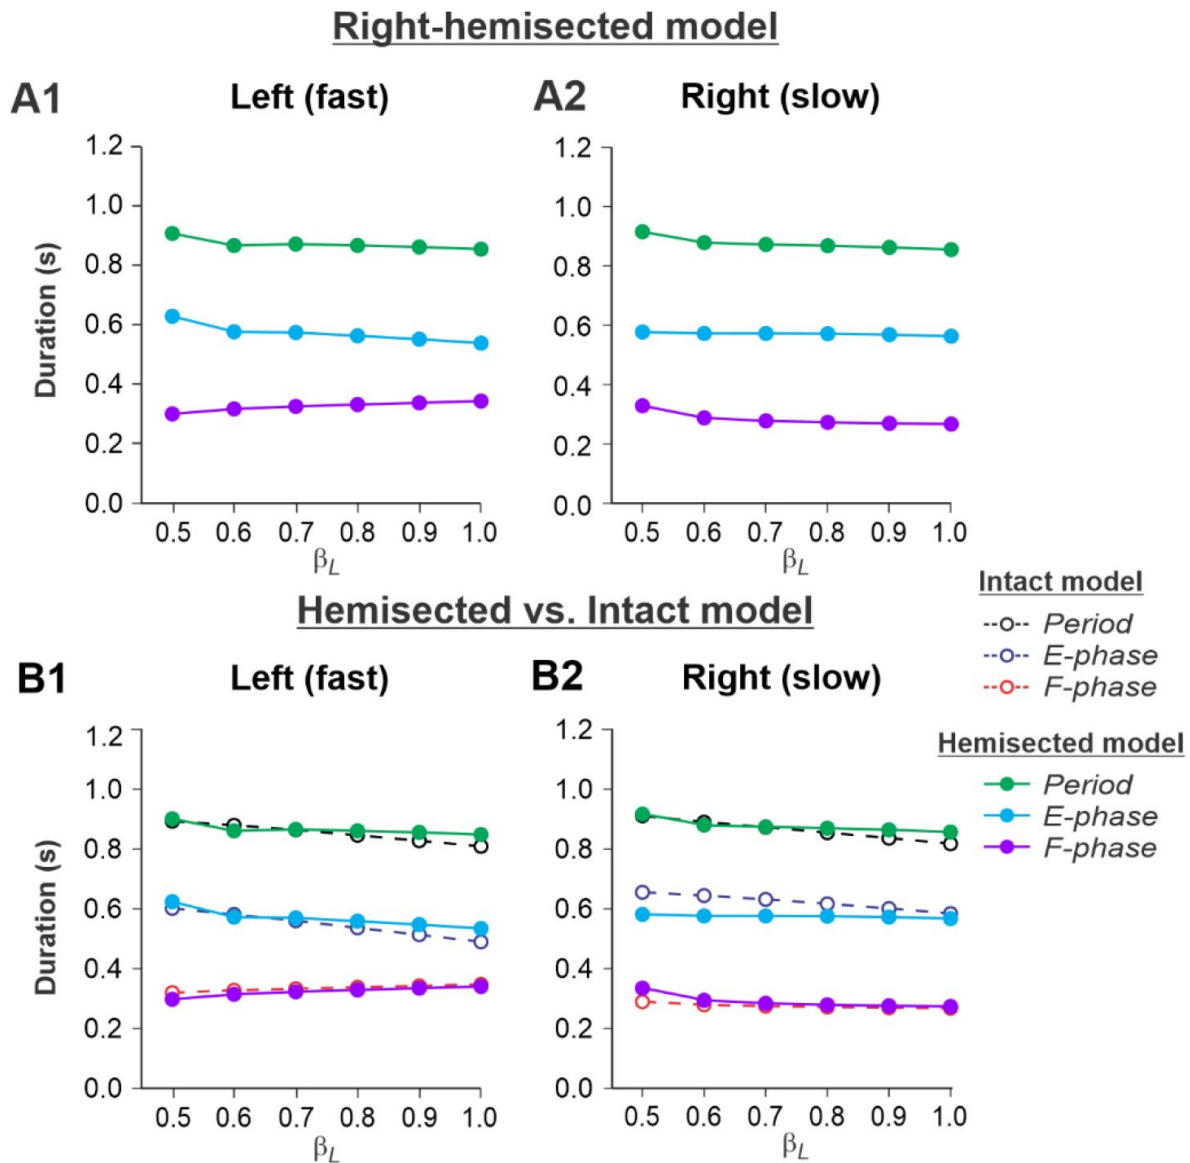 Right-hemisected model
A1
Left (fast)
A2
Right (slow)
Duration (s)
1.2
1.0
0.8
0.6
0.4
0.2
0.0
0.5 0.6 0.7 0.8 0.9 1.0
βL
1.2
1.0
0.8
0.6
0.4
0.2
0.0
0.5 0.6 0.7 0.8 0.9 1.0
βL
Hemisected vs. Intact model
Intact model
Period
E-phase
F-phase
Hemisected model
Period
E-phase
F-phase
B1
Left (fast)
B2
Right (slow)
Duration (s)
1.2
1.0
0.8
0.6
0.4
0.2
0.0
0.5 0.6 0.7 0.8 0.9 1.0
βL
1.2
1.0
0.8
0.6
0.4
0.2
0.0
0.5 0.6 0.7 0.8 0.9 1.0
βL